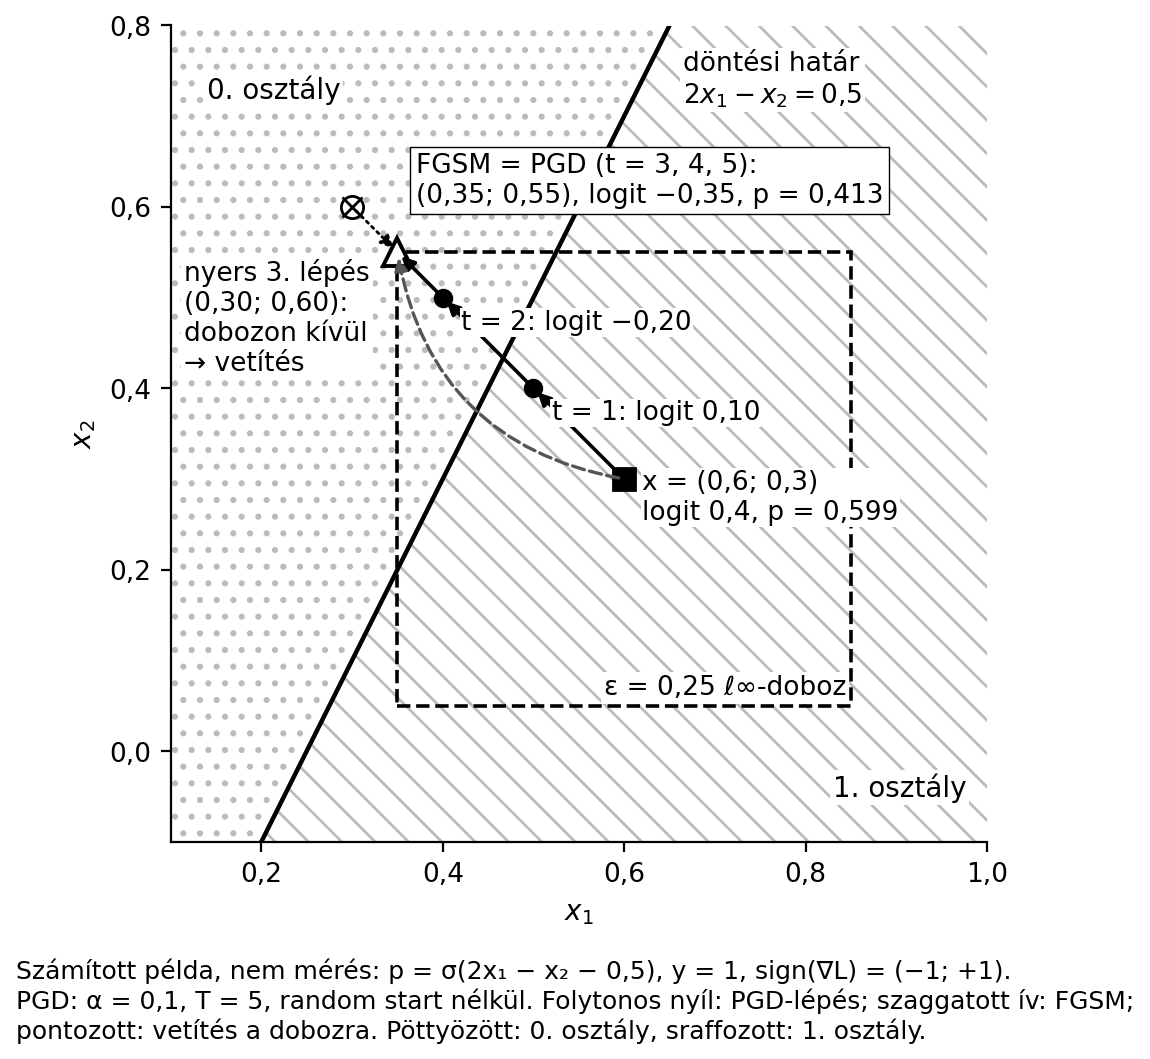 0,8
0,6
0,4
0,2
0,0
x₂
0. osztály
döntési határ
2x₁ − x₂ = 0,5
FGSM = PGD (t = 3, 4, 5):
(0,35; 0,55), logit −0,35, p = 0,413
nyers 3. lépés
(0,30; 0,60):
dobozon kívül
→ vetítés
t = 2: logit −0,20
t = 1: logit 0,10
x = (0,6; 0,3)
logit 0,4, p = 0,599
ε = 0,25 ℓ∞-doboz
1. osztály
0,2 0,4 0,6 0,8 1,0
x₁
Számított példa, nem mérés: p = σ(2x₁ − x₂ − 0,5), y = 1, sign(∇L) = (−1; +1).
PGD: α = 0,1, T = 5, random start nélkül. Folytonos nyíl: PGD-lépés; szaggatott ív: FGSM;
pontozott: vetítés a dobozra. Pöttyözött: 0. osztály, sraffozott: 1. osztály.